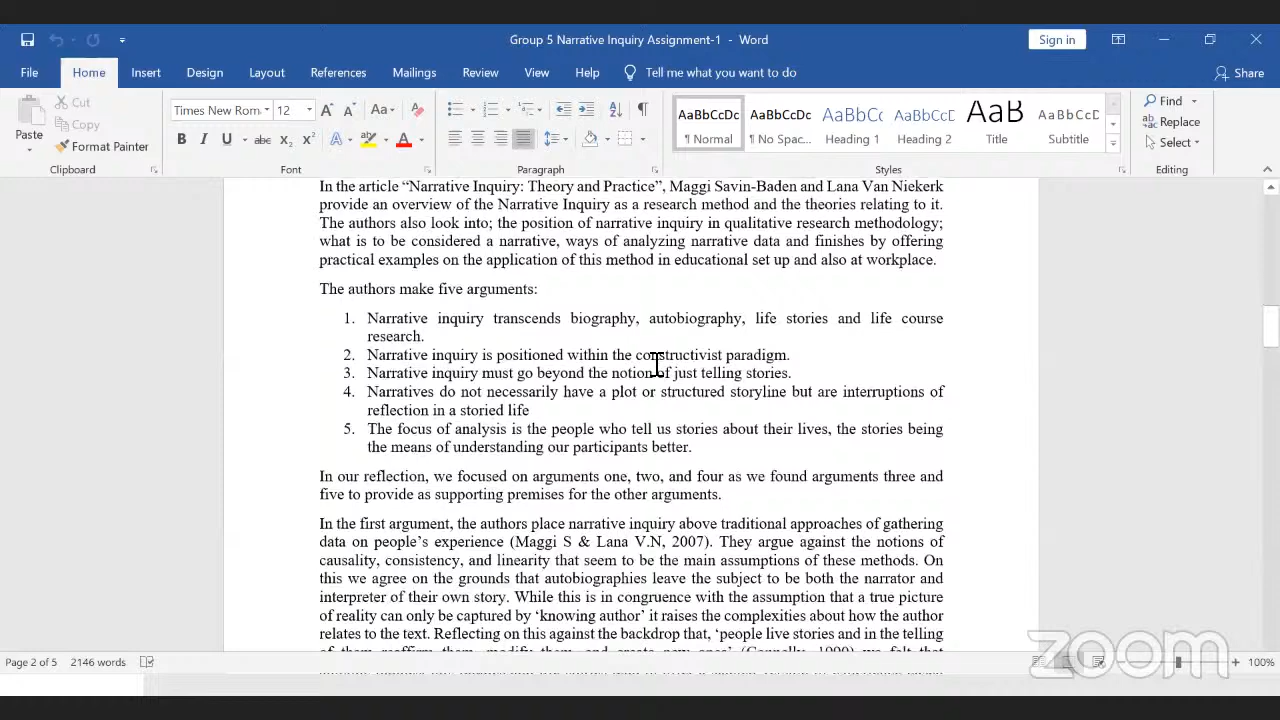 Group 5 Narrative Inquiry Assignment-1 - Word
Sign in
File Home Insert Design Layout References Mailings Review View Help Tell me what you want to do Share
Paste
Cut
Copy
Format Painter
Clipboard
Times New Rom 12
Font
Paragraph
AaBbCcDc AaBbCcDc AaBbCc AaBbCcD AaB AaBbCcD
¶ Normal ¶ No Spac... Heading 1 Heading 2 Title Subtitle
Styles
Find
Replace
Select
Editing
In the article “Narrative Inquiry: Theory and Practice”, Maggi Savin-Baden and Lana Van Niekerk
provide an overview of the Narrative Inquiry as a research method and the theories relating to it.
The authors also look into; the position of narrative inquiry in qualitative research methodology;
what is to be considered a narrative, ways of analyzing narrative data and finishes by offering
practical examples on the application of this method in educational set up and also at workplace.
The authors make five arguments:
1. Narrative inquiry transcends biography, autobiography, life stories and life course
research.
2. Narrative inquiry is positioned within the constructivist paradigm.
3. Narrative inquiry must go beyond the notion of just telling stories.
4. Narratives do not necessarily have a plot or structured storyline but are interruptions of
reflection in a storied life
5. The focus of analysis is the people who tell us stories about their lives, the stories being
the means of understanding our participants better.
In our reflection, we focused on arguments one, two, and four as we found arguments three and
five to provide as supporting premises for the other arguments.
In the first argument, the authors place narrative inquiry above traditional approaches of gathering
data on people’s experience (Maggi S & Lana V.N, 2007). They argue against the notions of
causality, consistency, and linearity that seem to be the main assumptions of these methods. On
this we agree on the grounds that autobiographies leave the subject to be both the narrator and
interpreter of their own story. While this is in congruence with the assumption that a true picture
of reality can only be captured by ‘knowing author’ it raises the complexities about how the author
relates to the text. Reflecting on this against the backdrop that, ‘people live stories and in the telling
of them reaffirm them, modify them, and create new ones’ (Connelly, 1990) we felt that
Page 2 of 5 2146 words
100%
zoom